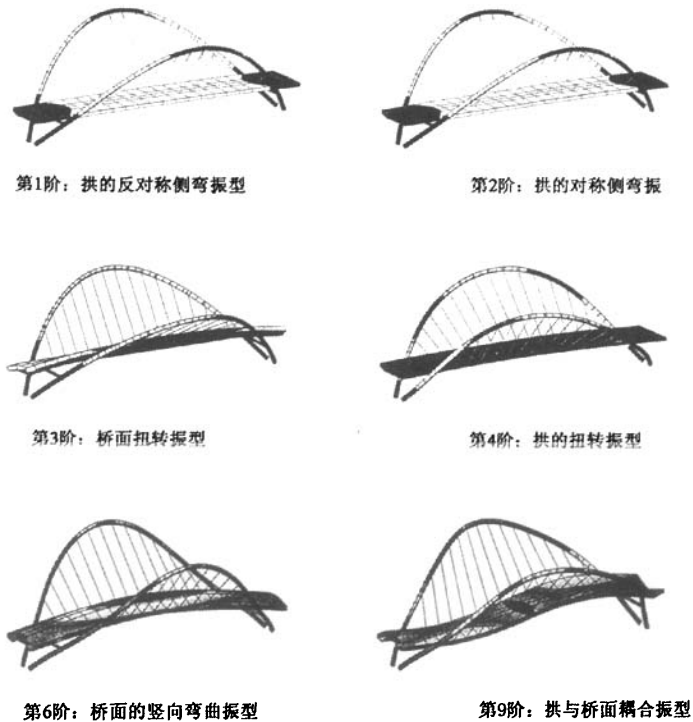 第1阶：拱的反对称侧弯振型
第2阶：拱的对称侧弯振
第3阶：桥面扭转振型
第4阶：拱的扭转振型
第6阶：桥面的竖向弯曲振型
第9阶：拱与桥面耦合振型